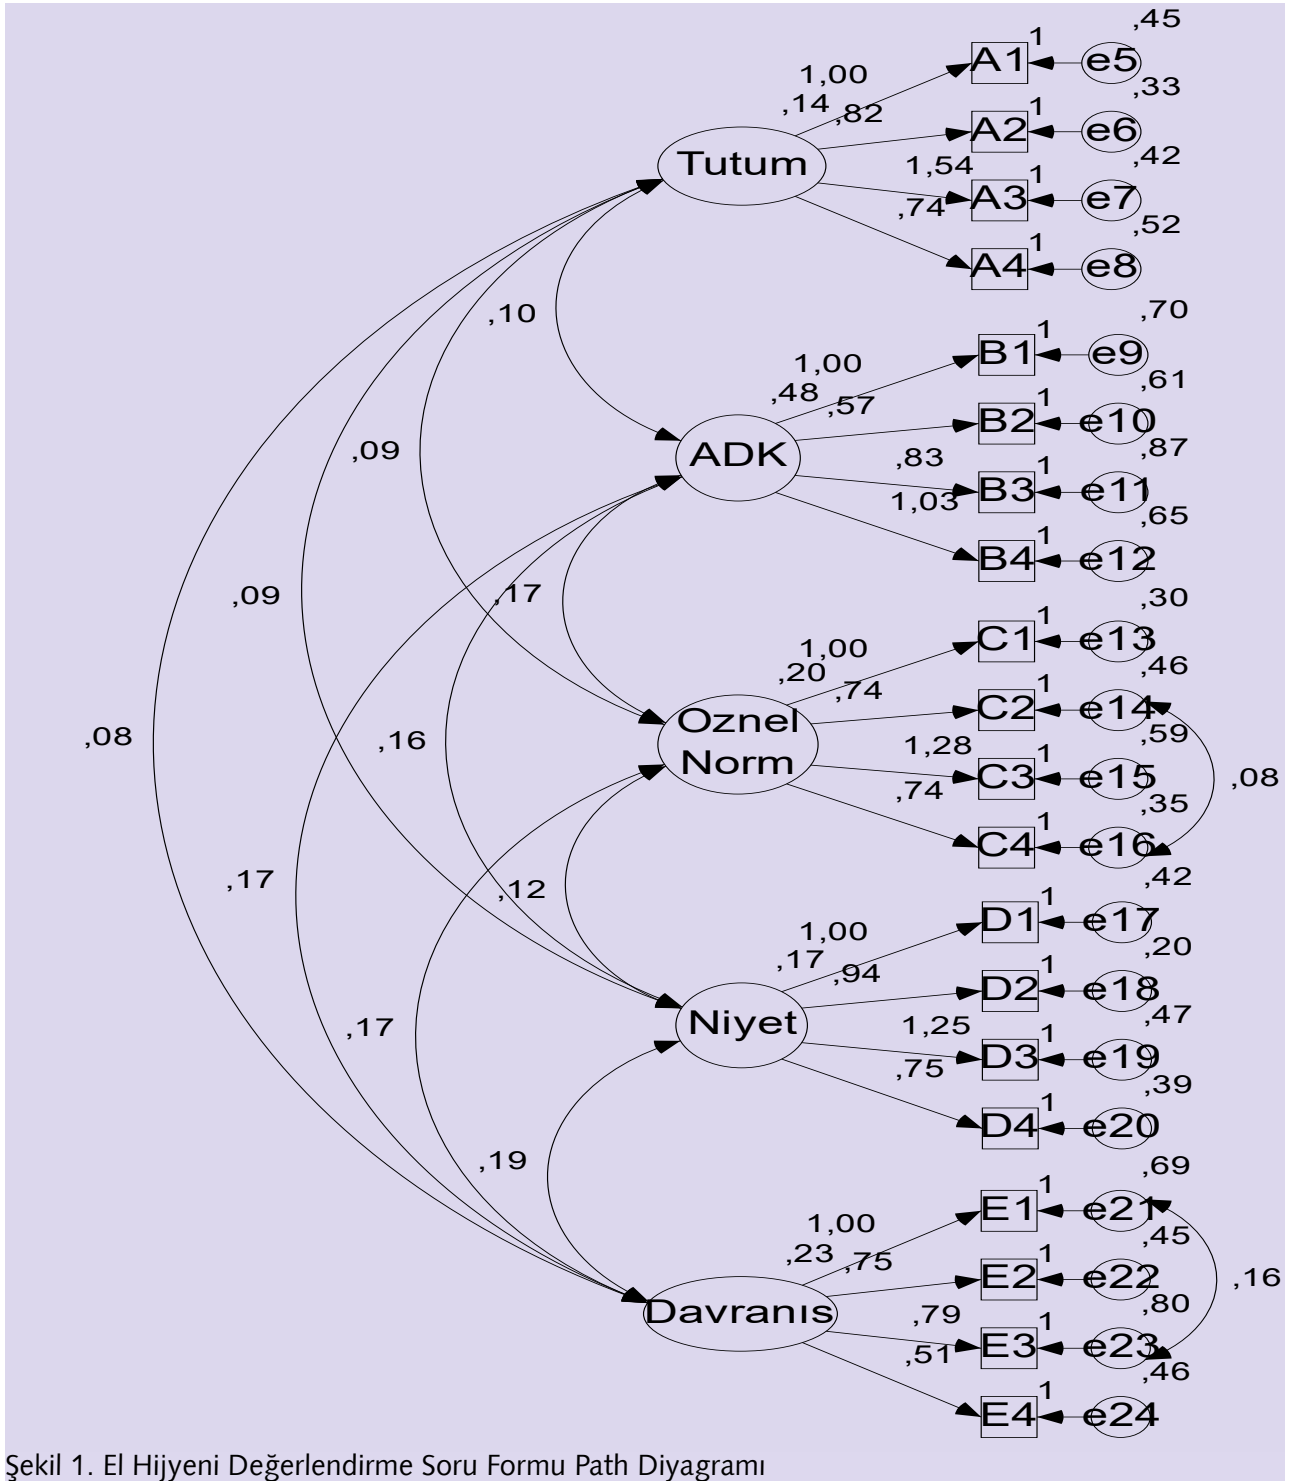 ,45
1
A1
e5
1,00
,14
,33
1
A2
e6
,82
Tutum
,42
1
A3
e7
1,54
,52
1
A4
e8
,74
,10
,70
1
B1
e9
1,00
,48
,61
1
B2
e10
,57
ADK
,09
,87
1
B3
e11
,83
,65
1
B4
e12
1,03
,09
,17
,30
1
C1
e13
1,00
,20
,46
1
C2
e14
,74
Oznel
Norm
,08
,16
,59
1
C3
e15
1,28
,08
,35
1
C4
e16
,74
,17
,12
,42
1
D1
e17
1,00
,17
,20
1
D2
e18
,94
Niyet
,17
,47
1
D3
e19
1,25
,39
1
D4
e20
,75
,19
,69
1
E1
e21
1,00
,23
,45
1
E2
e22
,75
,16
Davranıs
,80
1
E3
e23
,79
,46
1
E4
e24
,51
Şekil 1. El Hijyeni Değerlendirme Soru Formu Path Diyagramı